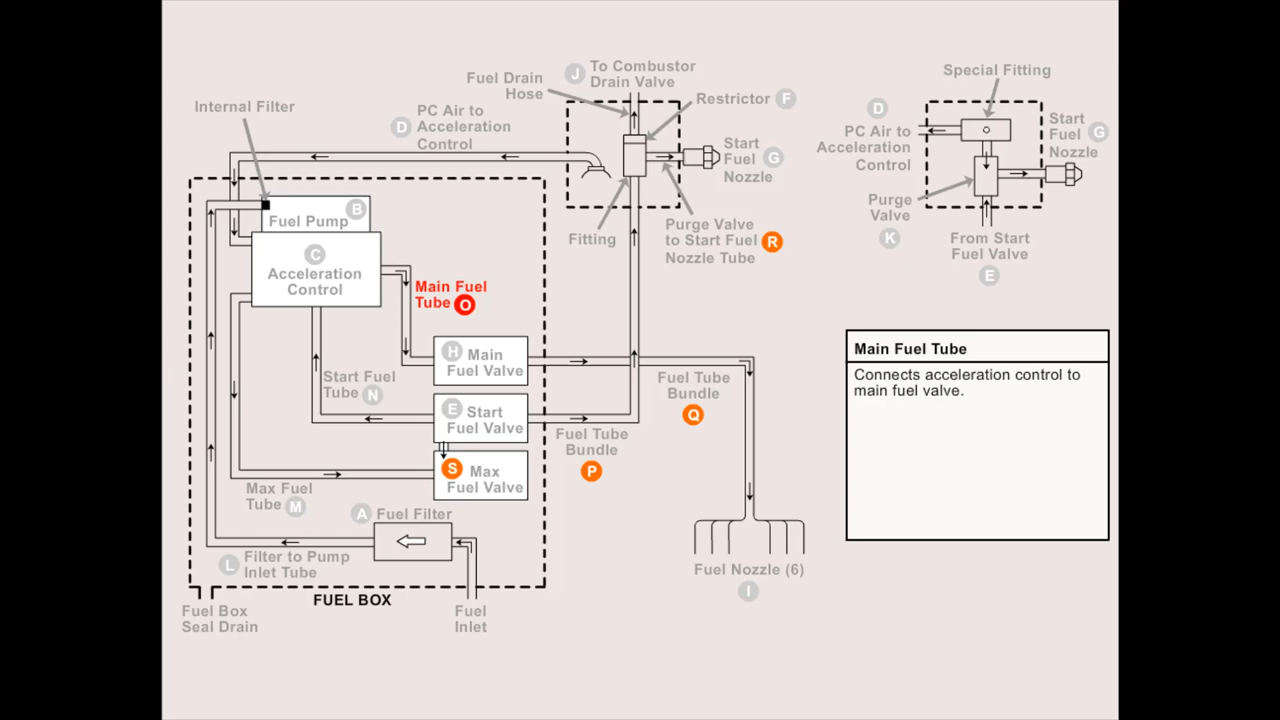 Special Fitting
To Combustor
J
Drain Valve
Fuel Drain
Hose
Restrictor F
Internal Filter
PC Air to
D Acceleration
Control
D
PC Air to
Acceleration
Control
Start
Fuel G
Nozzle
Start
Fuel G
Nozzle
B
Fuel Pump
C
Acceleration
Control
Purge
Valve
K
Fitting
Purge Valve
to Start Fuel R
Nozzle Tube
From Start
Fuel Valve
E
Main Fuel
Tube O
H Main
Fuel Valve
Main Fuel Tube
Connects acceleration control to
main fuel valve.
Start Fuel
Tube N
Fuel Tube
Bundle
Q
E Start
Fuel Valve
Fuel Tube
Bundle
P
S Max
Fuel Valve
Max Fuel
Tube M
A Fuel Filter
L Filter to Pump
Inlet Tube
Fuel Nozzle (6)
I
FUEL BOX
Fuel Box
Seal Drain
Fuel
Inlet